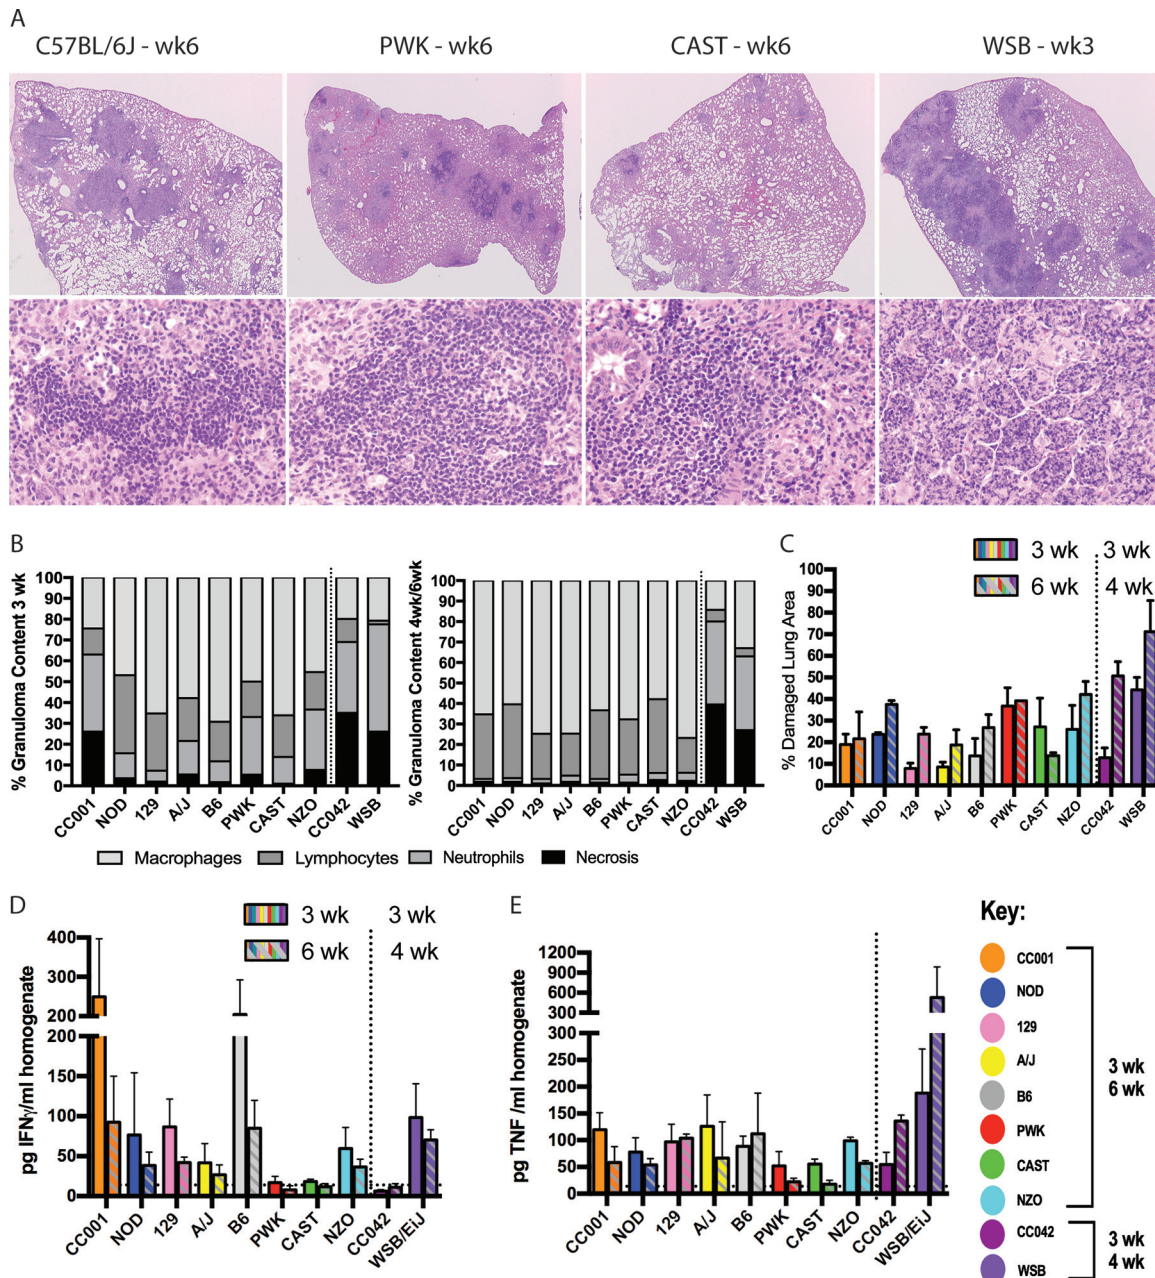 A
C57BL/6J - wk6
PWK - wk6
CAST - wk6
WSB - wk3
B
% Granuloma Content 3 wk
100
90
80
70
60
50
40
30
20
10
0
CC001
NOD
129
A/J
B6
PWK
CAST
NZO
CC042
WSB
% Granuloma Content 4wk/6wk
100
90
80
70
60
50
40
30
20
10
0
CC001
NOD
129
A/J
B6
PWK
CAST
NZO
CC042
WSB
Macrophages
Lymphocytes
Neutrophils
Necrosis
C
3 wk
3 wk
6 wk
4 wk
% Damaged Lung Area
100
90
80
70
60
50
40
30
20
10
0
CC001
NOD
129
A/J
B6
PWK
CAST
NZO
CC042
WSB
D
3 wk
3 wk
6 wk
4 wk
pg IFNγ/ml homogenate
400
300
200
200
150
100
50
0
CC001
NOD
129
A/J
B6
PWK
CAST
NZO
CC042
WSB/EiJ
E
pg TNF /ml homogenate
1200
900
600
300
300
250
200
150
100
50
0
CC001
NOD
129
A/J
B6
PWK
CAST
NZO
CC042
WSB/EiJ
Key:
CC001
NOD
129
A/J
B6
PWK
CAST
NZO
3 wk
6 wk
CC042
WSB
3 wk
4 wk